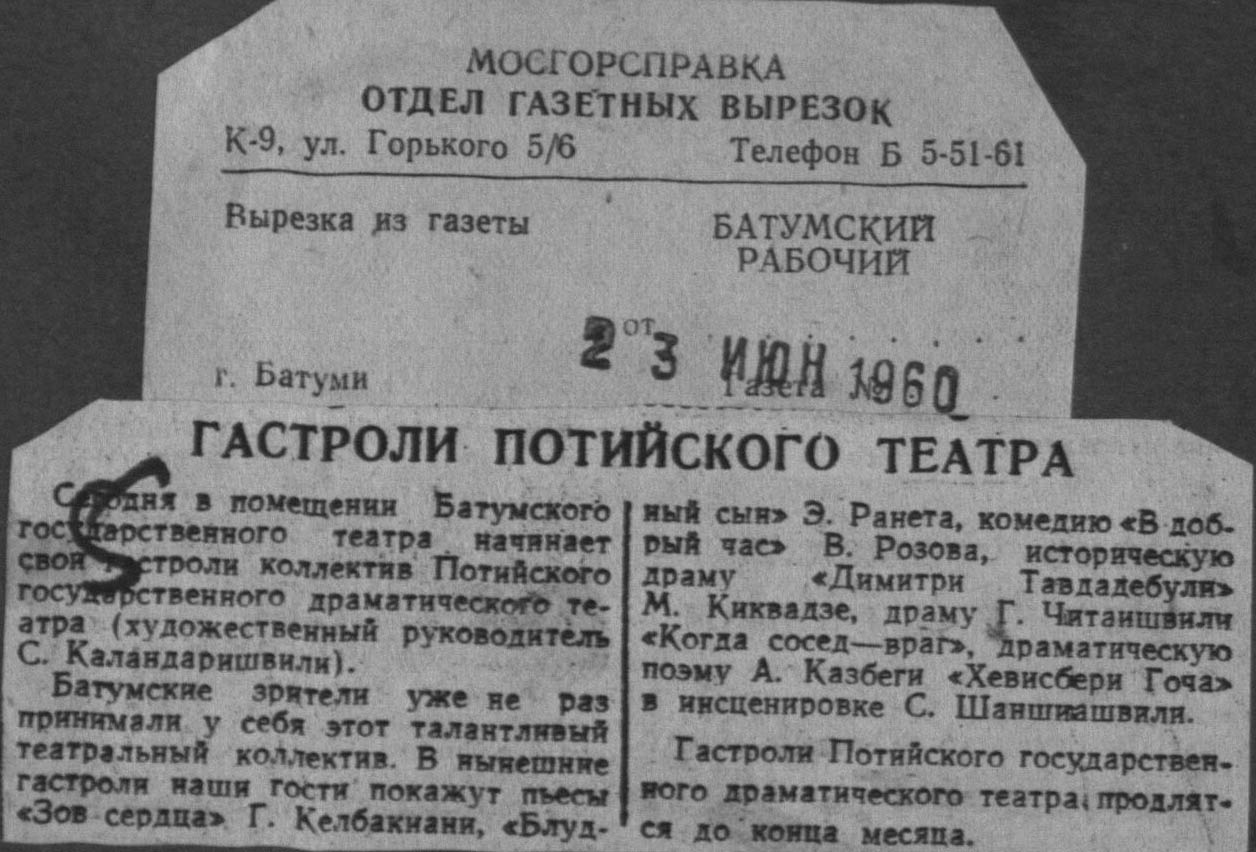 МОСГОРСПРАВКА
ОТДЕЛ ГАЗЕТНЫХ ВЫРЕЗОК
К-9, ул. Горького 5/6 Телефон Б 5-51-61
Вырезка из газеты
БАТУМСКИЙ
РАБОЧИЙ
от
23 ИЮН 1960
г. Батуми Газета №
ГАСТРОЛИ ПОТИЙСКОГО ТЕАТРА
Сегодня в помещении Батумского
государственного театра начинает
свои гастроли коллектив Потийского
государственного драматического те-
атра (художественный руководитель
С. Каландаришвили).
Батумские зрители уже не раз
принимали у себя этот талантливый
театральный коллектив. В нынешние
гастроли наши гости покажут пьесы
«Зов сердца» Г. Келбакиани, «Блуд-
ный сын» Э. Ранета, комедию «В доб-
рый час» В. Розова, историческую
драму «Димитри Тавдадебули»
М. Киквадзе, драму Г. Читаишвили
«Когда сосед—враг», драматическую
поэму А. Казбеги «Хевисбери Гоча»
в инсценировке С. Шаншиашвили.
Гастроли Потийского государствен-
ного драматического театра продлят-
ся до конца месяца.